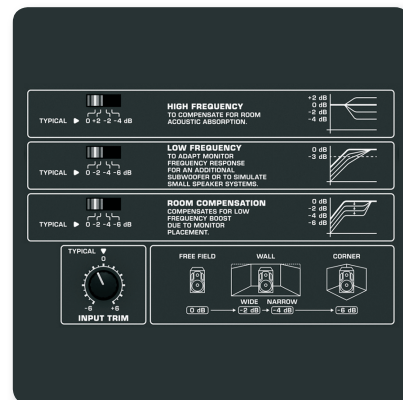 TYPICAL ▶ 0 +2 -2 -4 dB
HIGH FREQUENCY
TO COMPENSATE FOR ROOM
ACOUSTIC ABSORPTION.
+2 dB
0 dB
-2 dB
-4 dB
TYPICAL ▶ 0 -2 -4 -6 dB
LOW FREQUENCY
TO ADAPT MONITOR
FREQUENCY RESPONSE
FOR AN ADDITIONAL
SUBWOOFER OR TO SIMULATE
SMALL SPEAKER SYSTEMS.
0 dB
-3 dB
TYPICAL ▶ 0 -2 -4 -6 dB
ROOM COMPENSATION
COMPENSATES FOR LOW
FREQUENCY BOOST
DUE TO MONITOR
PLACEMENT.
0 dB
-2 dB
-4 dB
-6 dB
TYPICAL ▼
0
-6 +6
INPUT TRIM
FREE FIELD WALL CORNER
WIDE NARROW
0 dB → -2 dB → -4 dB → -6 dB